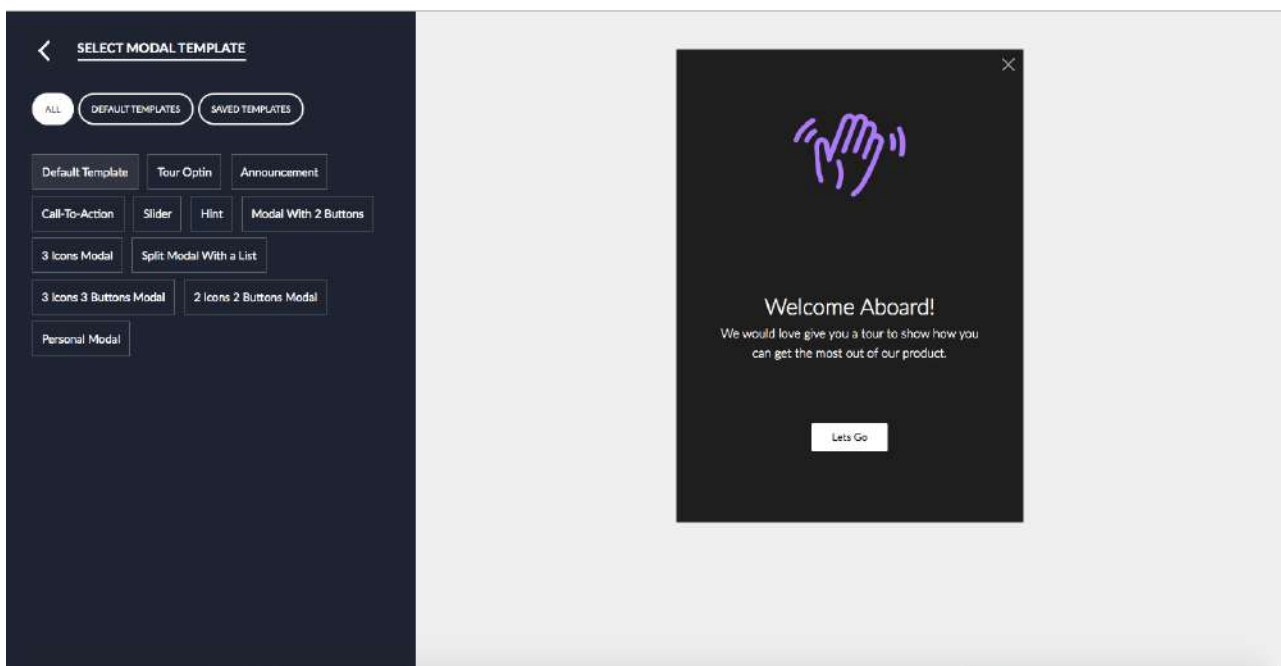 SELECT MODAL TEMPLATE
ALL DEFAULT TEMPLATES SAVED TEMPLATES
Default Template Tour Optin Announcement
Call-To-Action Slider Hint Modal With 2 Buttons
3 Icons Modal Split Modal With a List
3 Icons 3 Buttons Modal 2 Icons 2 Buttons Modal
Personal Modal
Welcome Aboard!
We would love give you a tour to show how you
can get the most out of our product.
Lets Go